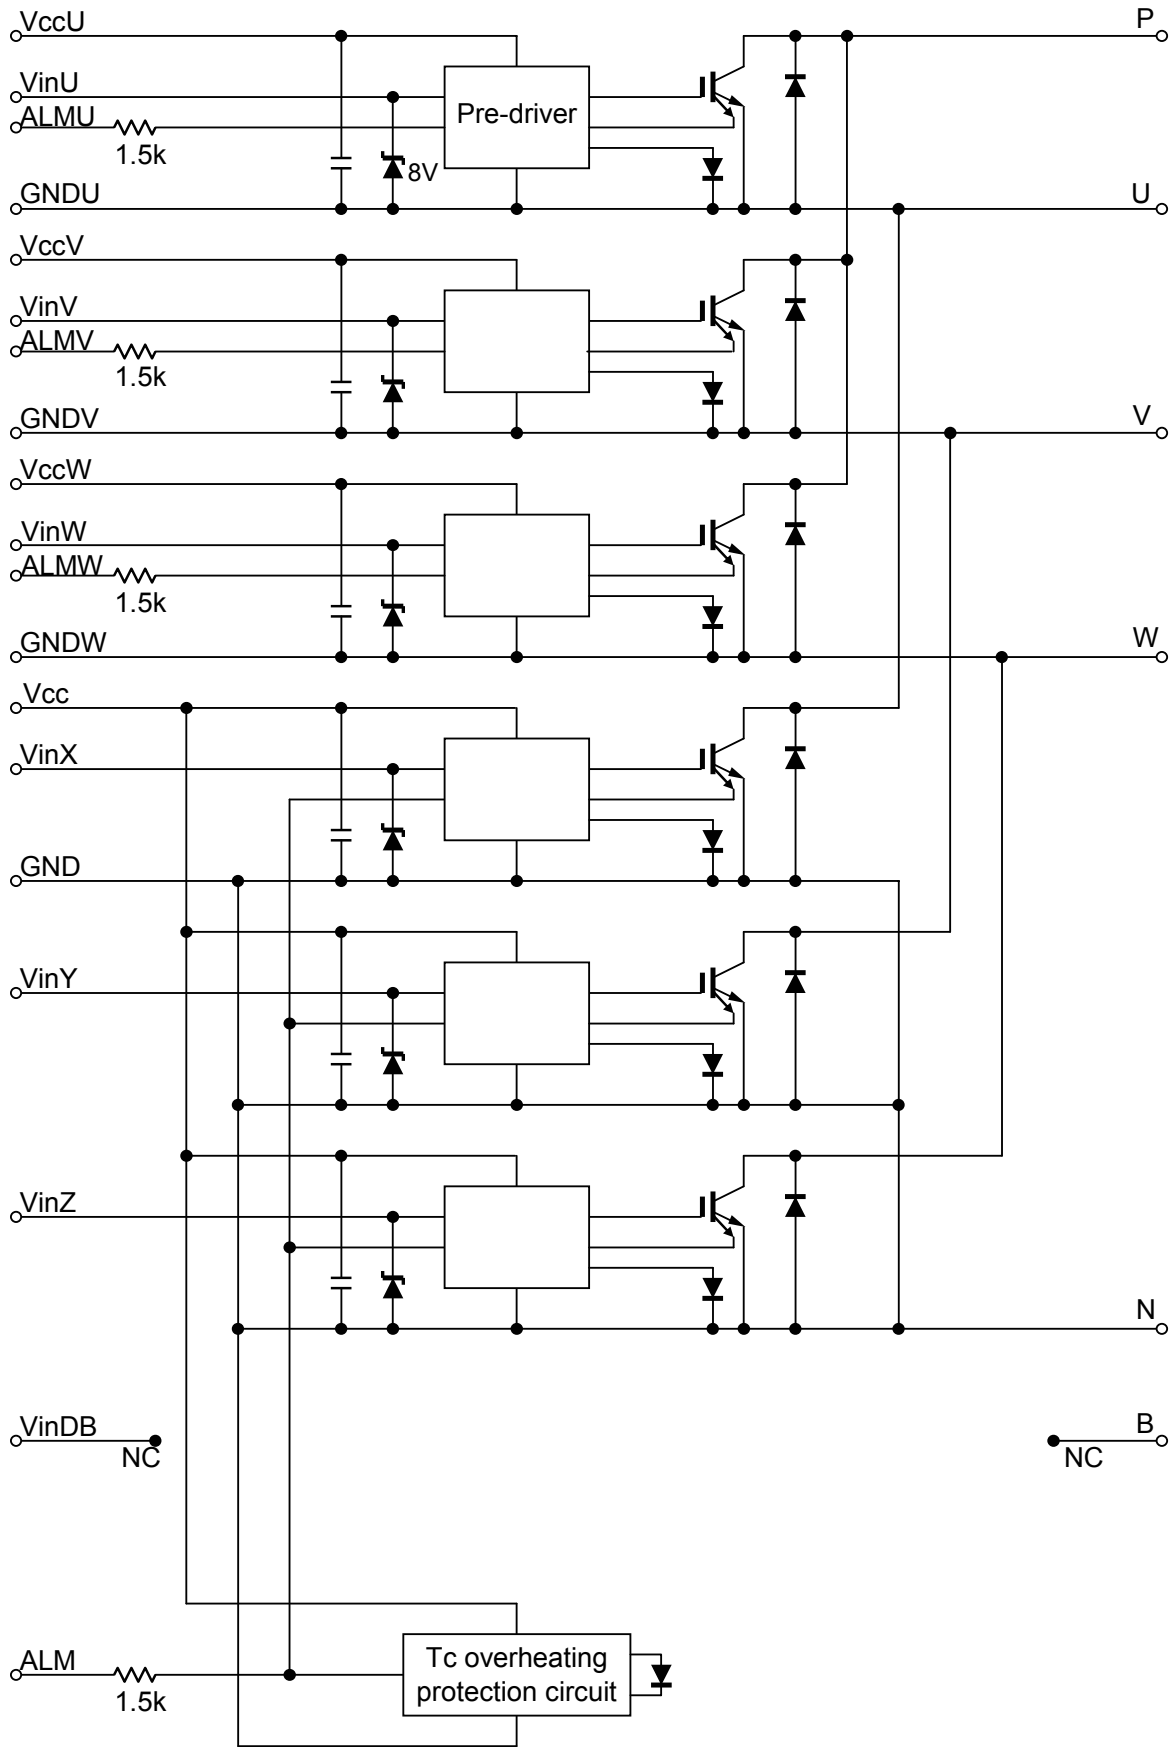 VccU
P
VinU
ALMU
1.5k
Pre-driver
8V
GNDU
U
VccV
VinV
ALMV
1.5k
GNDV
V
VccW
VinW
ALMW
1.5k
GNDW
W
Vcc
VinX
GND
VinY
VinZ
N
VinDB
NC
B
NC
ALM
1.5k
Tc overheating
protection circuit